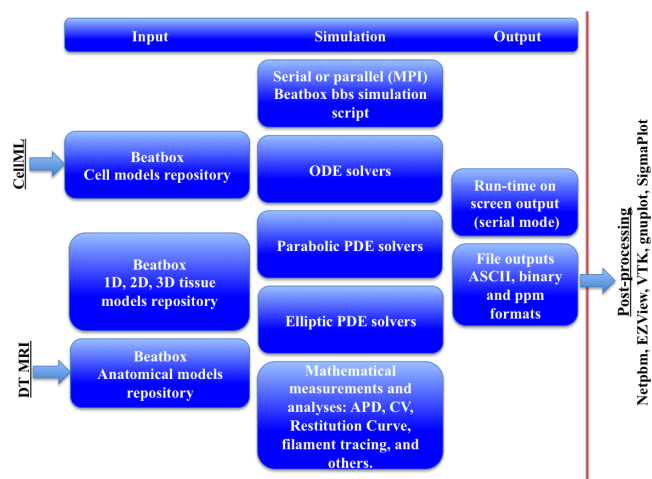 Input
Simulation
Output
CellML
Beatbox
Cell models repository
Beatbox
1D, 2D, 3D tissue
models repository
DT MRI
Beatbox
Anatomical models
repository
Serial or parallel (MPI)
Beatbox bbs simulation
script
ODE solvers
Parabolic PDE solvers
Elliptic PDE solvers
Mathematical
measurements and
analyses: APD, CV,
Restitution Curve,
filament tracing, and
others.
Run-time on
screen output
(serial mode)
File outputs
ASCII, binary
and ppm
formats
Post-processing
Netpbm, EZView, VTK, gnuplot, SigmaPlot